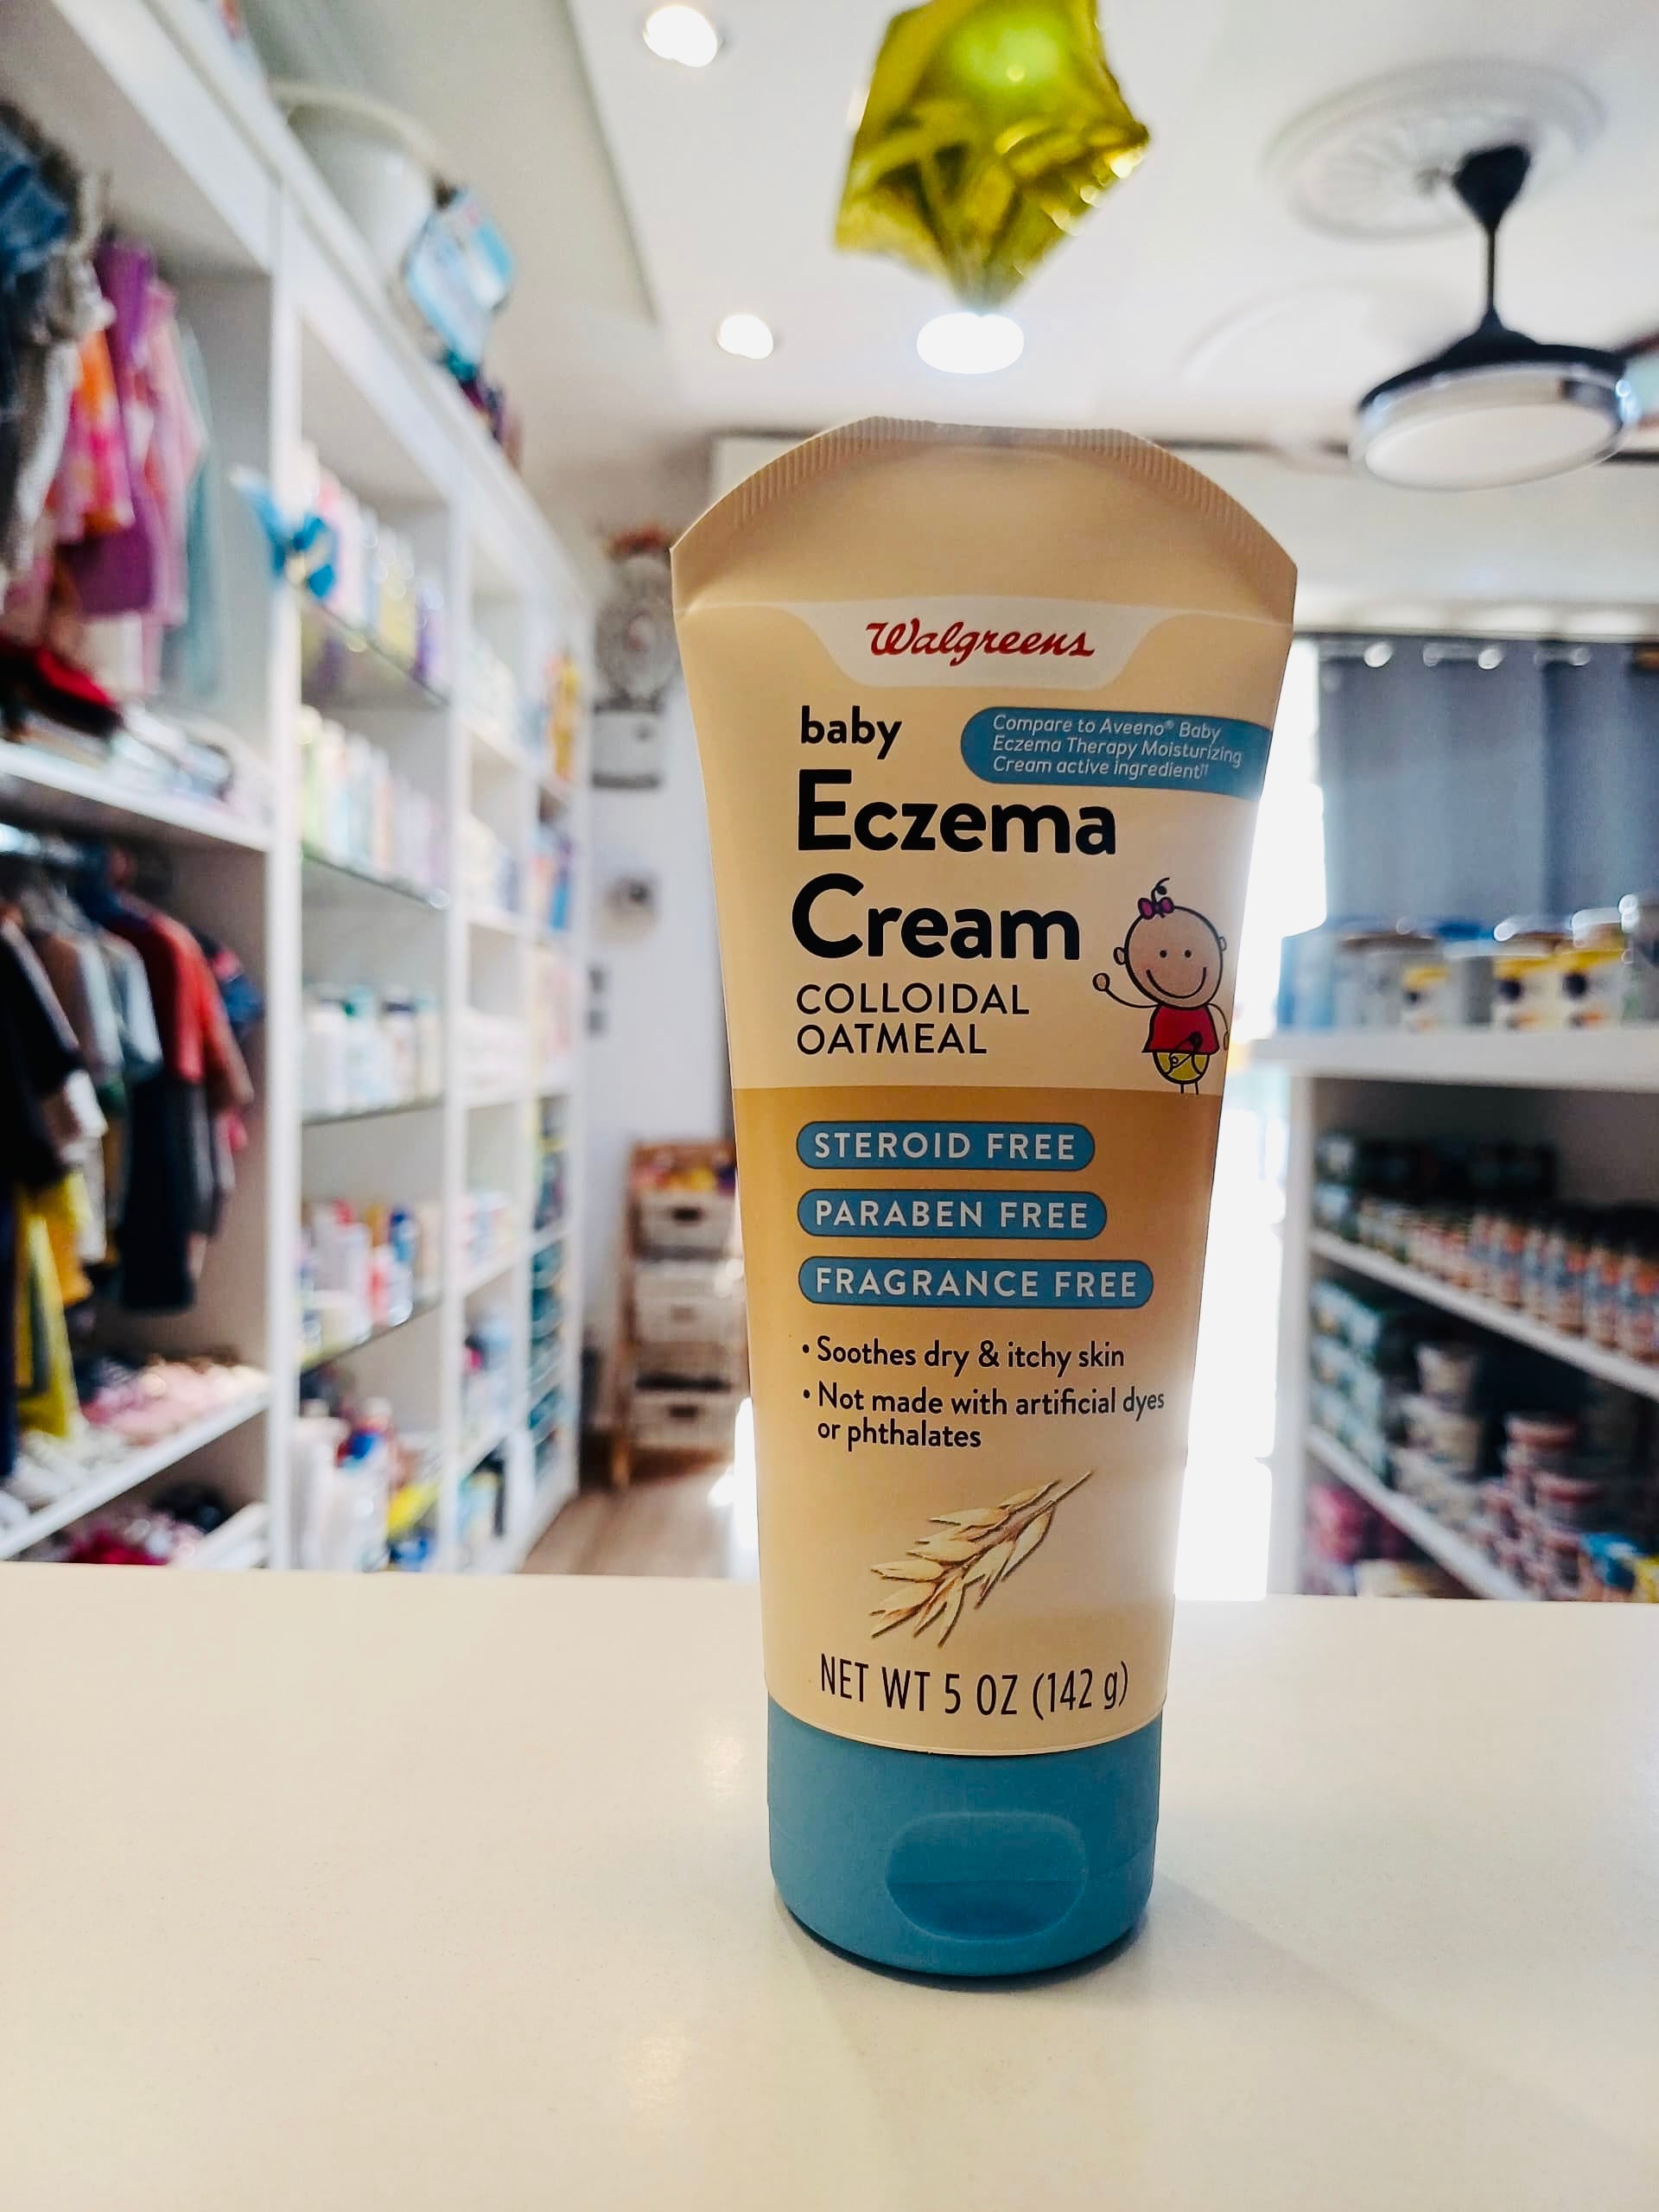 Walgreens
baby
Compare to Aveeno® Baby
Eczema Therapy Moisturizing
Cream active ingredient††
Eczema
Cream
COLLOIDAL
OATMEAL
STEROID FREE
PARABEN FREE
FRAGRANCE FREE
• Soothes dry & itchy skin
• Not made with artificial dyes
or phthalates
NET WT 5 OZ (142 g)